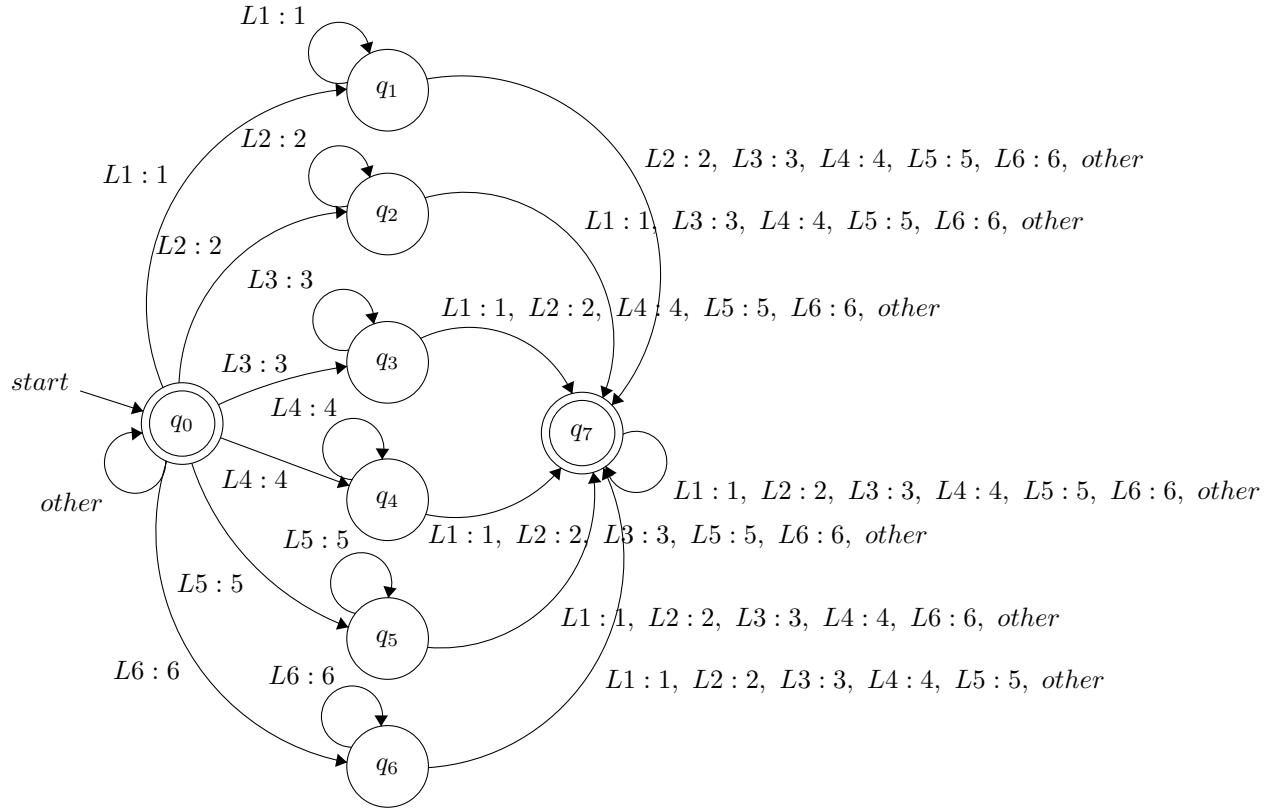 L1 : 1
q1
L2 : 2
L2 : 2, L3 : 3, L4 : 4, L5 : 5, L6 : 6, other
L1 : 1
q2
L1 : 1, L3 : 3, L4 : 4, L5 : 5, L6 : 6, other
L2 : 2
L3 : 3
L1 : 1, L2 : 2, L4 : 4, L5 : 5, L6 : 6, other
L3 : 3
q3
start
L4 : 4
q0
q7
L4 : 4
q4
L1 : 1, L2 : 2, L3 : 3, L4 : 4, L5 : 5, L6 : 6, other
other
L1 : 1, L2 : 2, L3 : 3, L5 : 5, L6 : 6, other
L5 : 5
L5 : 5
L1 : 1, L2 : 2, L3 : 3, L4 : 4, L6 : 6, other
q5
L6 : 6
L6 : 6
L1 : 1, L2 : 2, L3 : 3, L4 : 4, L5 : 5, other
q6